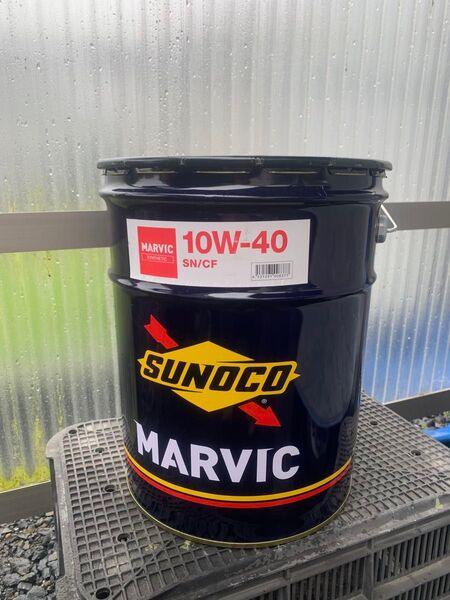 MARVIC
SYNTHETIC
10W-40
SN/CF
SUNOCO®
MARVIC